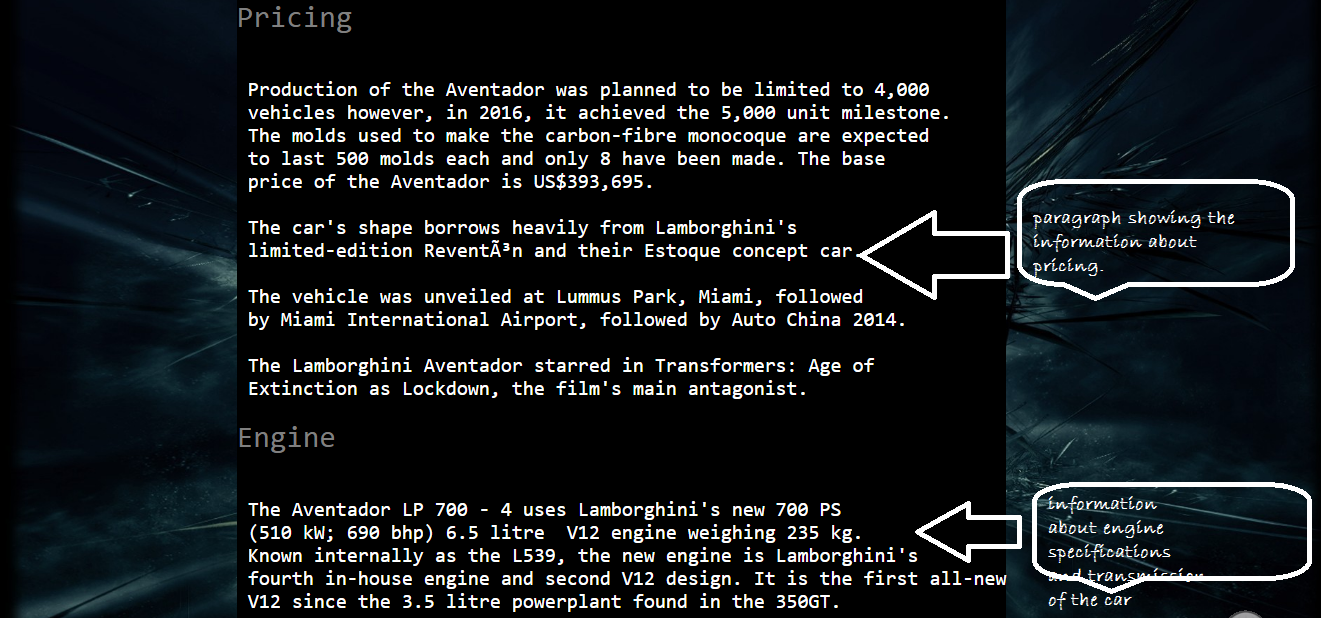 Pricing
Production of the Aventador was planned to be limited to 4,000
vehicles however, in 2016, it achieved the 5,000 unit milestone.
The molds used to make the carbon-fibre monocoque are expected
to last 500 molds each and only 8 have been made. The base
price of the Aventador is US$393,695.
The car's shape borrows heavily from Lamborghini's
limited-edition ReventÃ³n and their Estoque concept car.
The vehicle was unveiled at Lummus Park, Miami, followed
by Miami International Airport, followed by Auto China 2014.
The Lamborghini Aventador starred in Transformers: Age of
Extinction as Lockdown, the film's main antagonist.
paragraph showing the
information about
pricing.
Engine
The Aventador LP 700 - 4 uses Lamborghini's new 700 PS
(510 kW; 690 bhp) 6.5 litre  V12 engine weighing 235 kg.
Known internally as the L539, the new engine is Lamborghini's
fourth in-house engine and second V12 design. It is the first all-new
V12 since the 3.5 litre powerplant found in the 350GT.
information
about engine
specifications
and transmission
of the car